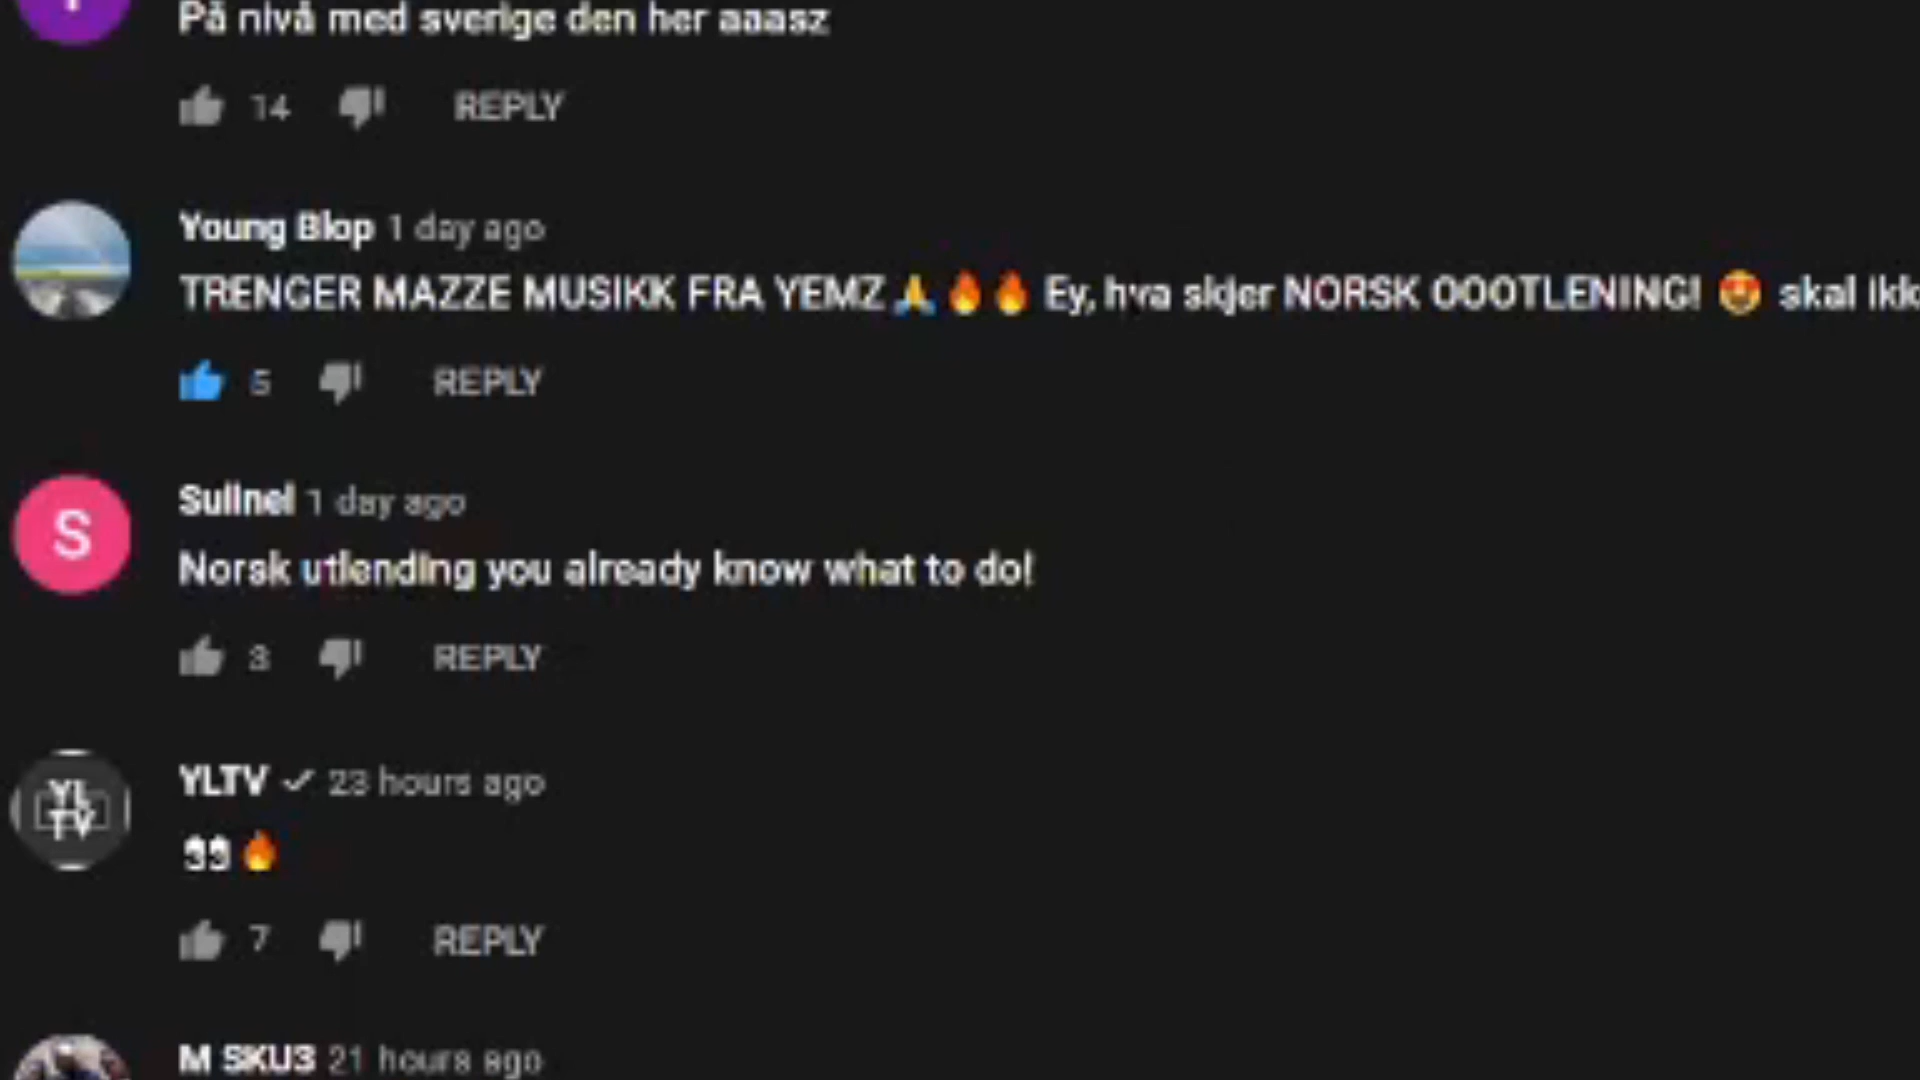 På nivå med sverige den her aaasz
14 REPLY
Young Blop 1 day ago
TRENGER MAZZE MUSIKK FRA YEMZ🙏🔥🔥 Ey, hva skjer NORSK OOOTLENING! 😍 skal
5 REPLY
S
Sulinel 1 day ago
Norsk utlending you already know what to do!
3 REPLY
YL
TV
YLTV ✓ 23 hours ago
👀🔥
7 REPLY
M SKU3 21 hours ago